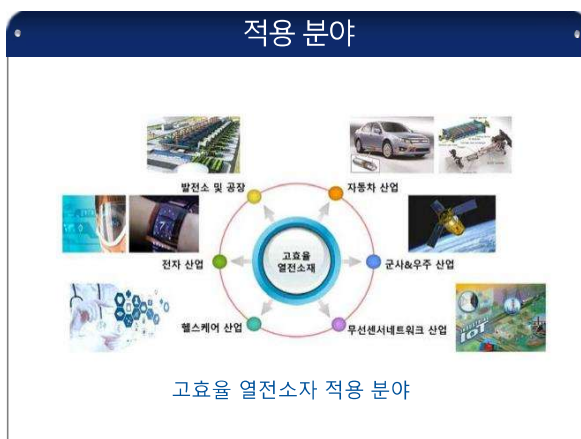 적용 분야
발전소 및 공장
자동차 산업
전자 산업
고효율
열전소재
군사&우주 산업
헬스케어 산업
무선센서네트워크 산업
IOT
고효율 열전소자 적용 분야